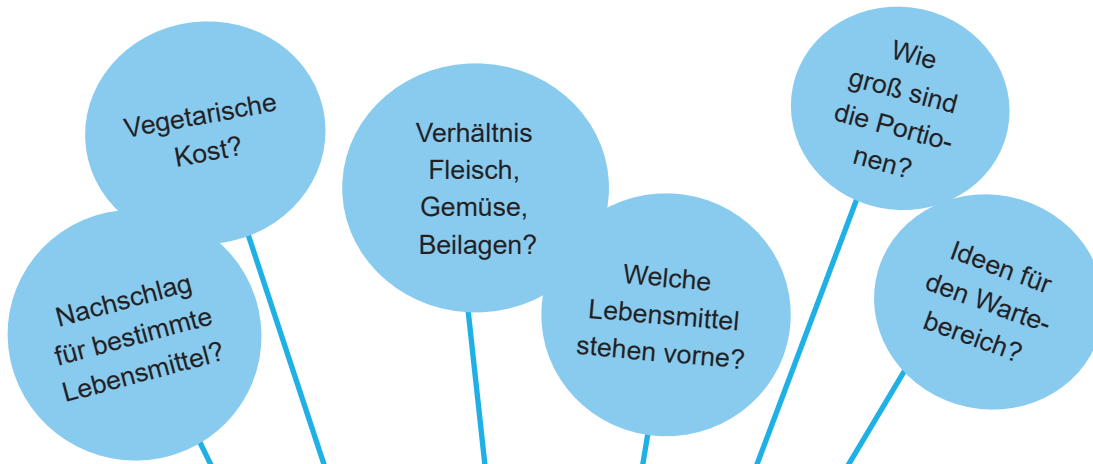 Vegetarische
Kost?
Nachschlag
für bestimmte
Lebensmittel?
Verhältnis
Fleisch,
Gemüse,
Beilagen?
Welche
Lebensmittel
stehen vorne?
Wie
groß sind
die Portio-
nen?
Ideen für
den Warte-
bereich?